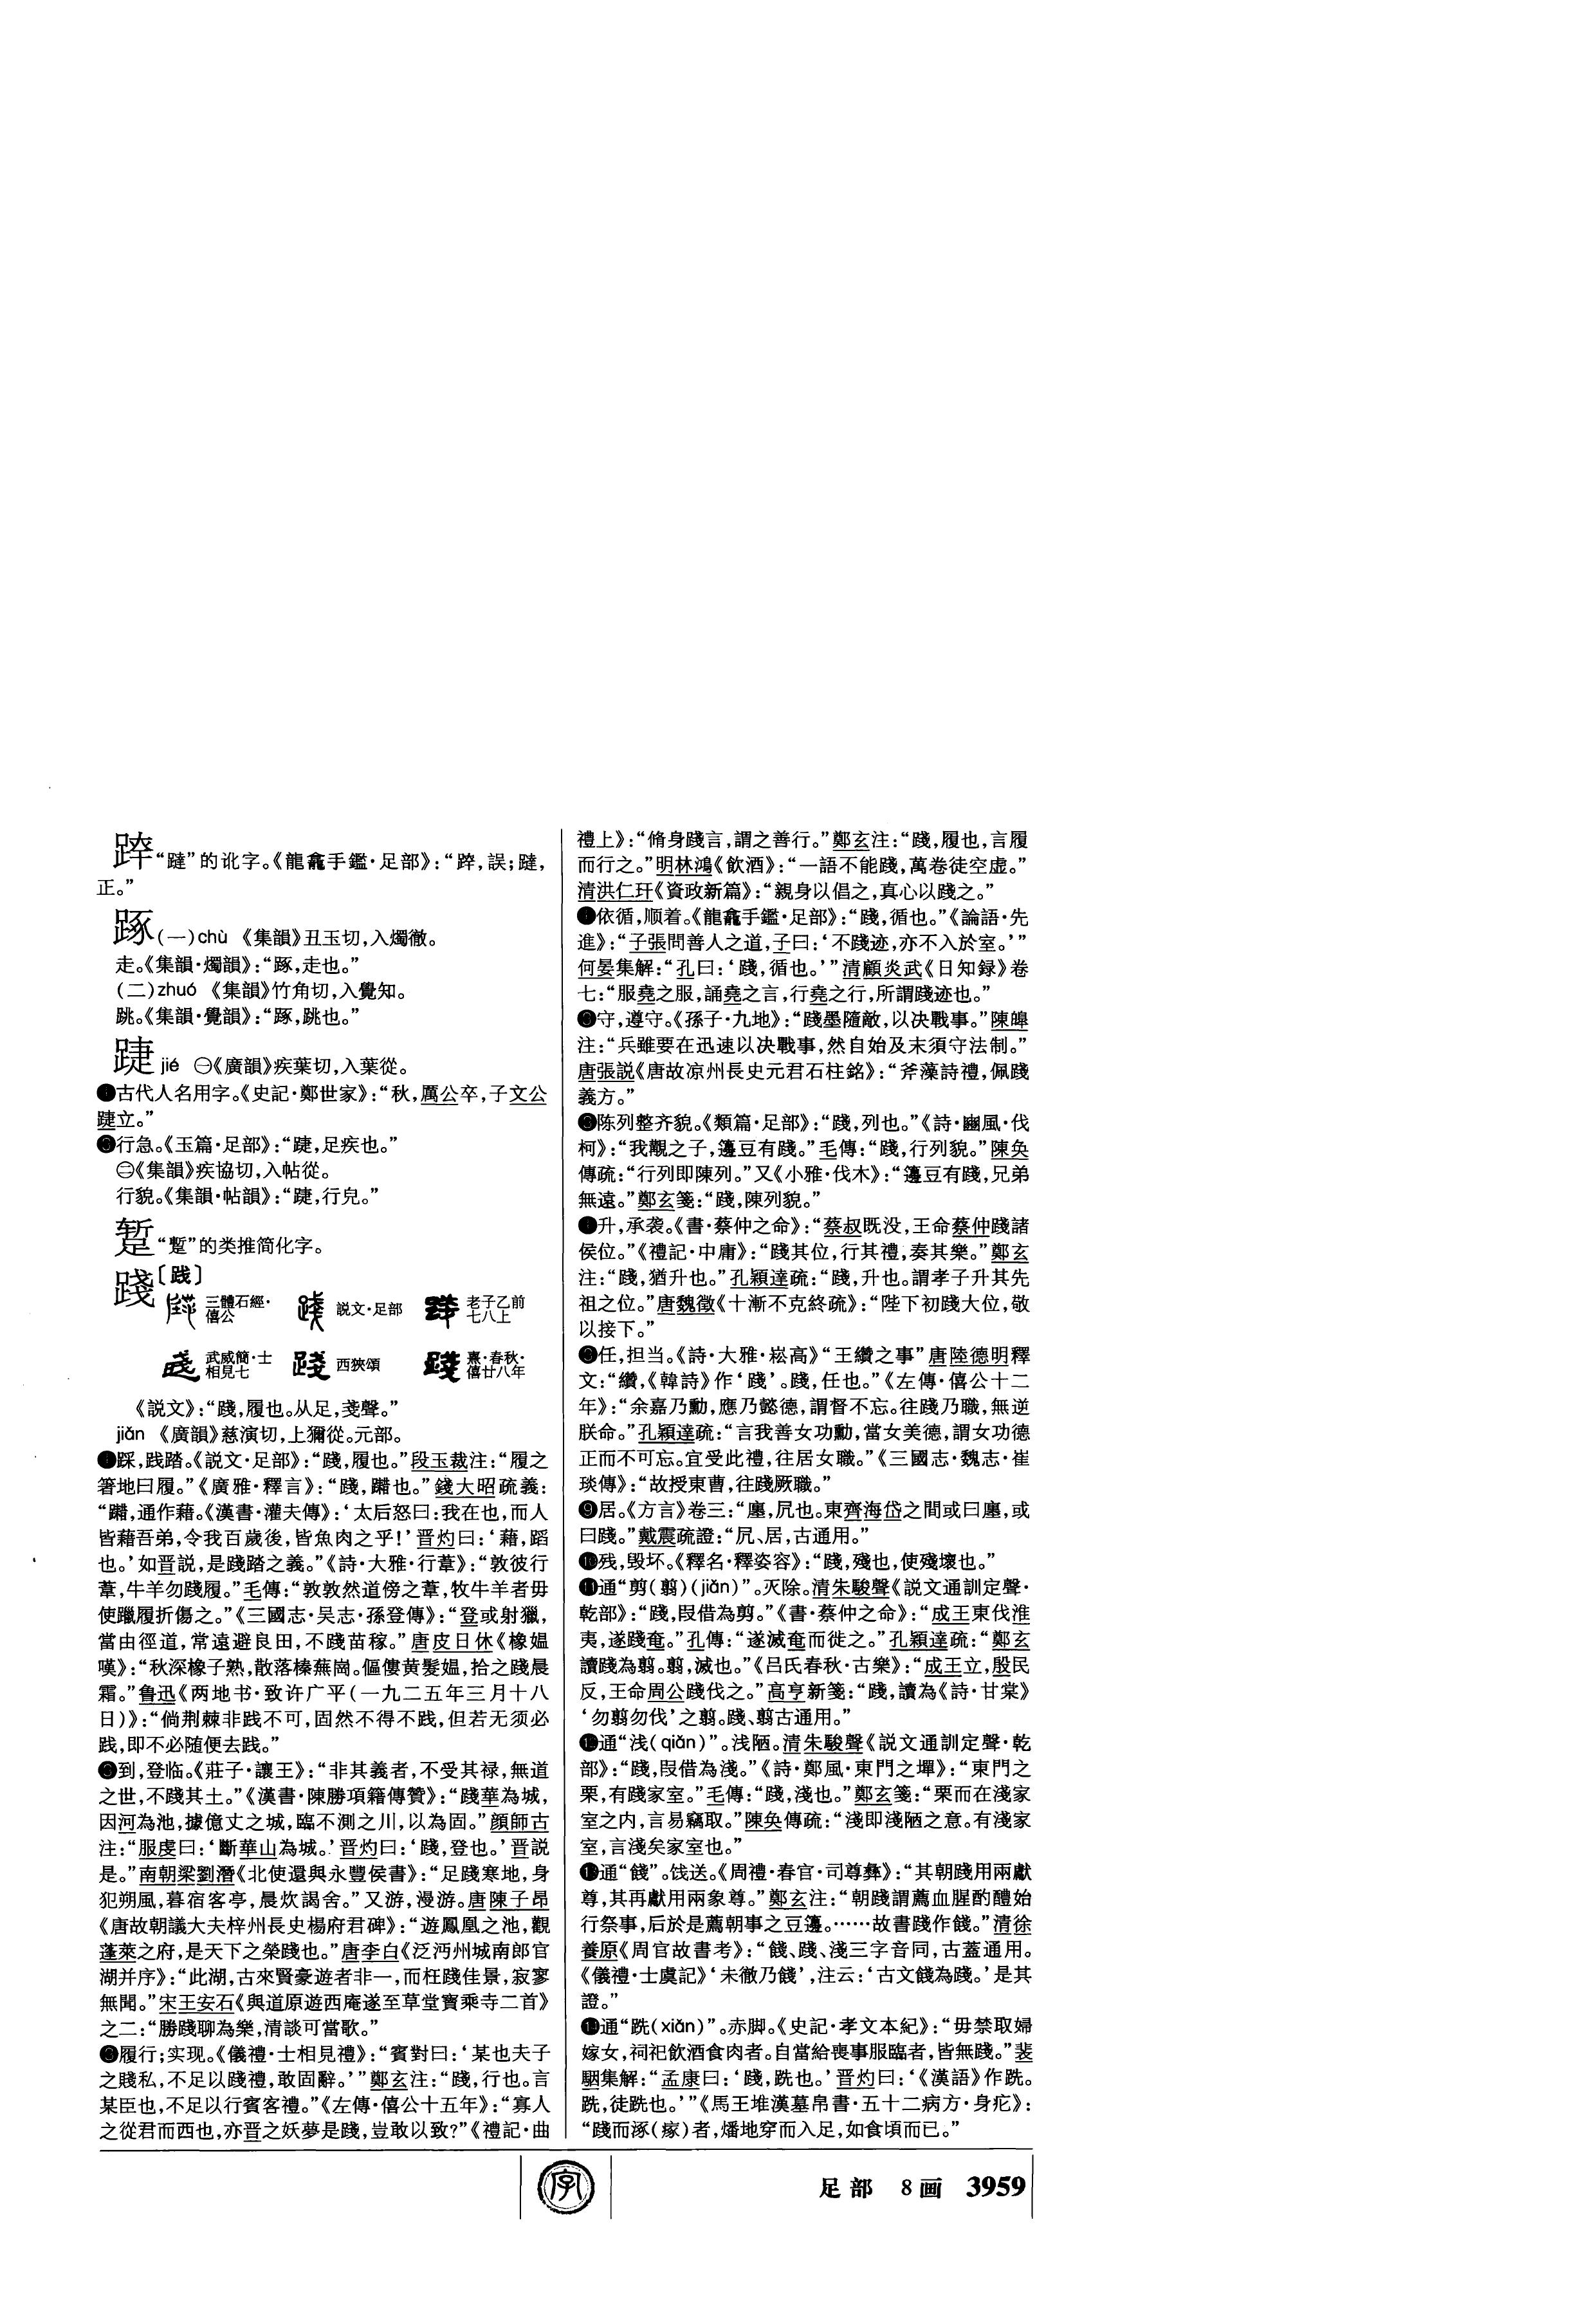 踤“躂”的讹字。《龍龕手鑑·足部》：“踤，誤；躂，
正。”
䟽(一)chù 《集韻》丑玉切，入燭徹。
走。《集韻·燭韻》：“豖，走也。”
(二)zhuó 《集韻》竹角切，入覺知。
跳。《集韻·覺韻》：“，跳也。”
踕 jié ㊀《廣韻》疾葉切，入葉從。
❶古代人名用字。《史記·鄭世家》：“秋，厲公卒，子文公
踕立。”
❷行急。《玉篇·足部》：“踕，足疾也。”
㊁《集韻》疾協切，入帖從。
行貌。《集韻·帖韻》：“踕，行皃。”
“蹔”的类推简化字。
踐〔践〕
三體石經·僖公 説文·足部 老子乙前七八上
武威簡·士相見七 西狹頌 熹·春秋·僖廿八年
《説文》：“踐，履也。从足，戔聲。”
jiàn 《廣韻》慈演切，上獮從。元部。
❶踩，践踏。《説文·足部》：“踐，履也。”段玉裁注：“履之
箸地曰履。”《廣雅·釋言》：“踐，䠞也。”錢大昭疏義：
“䠞，通作藉。《漢書·灌夫傳》：‘太后怒曰：我在也，而人
皆藉吾弟，令我百歲後，皆魚肉之乎！’晋灼曰：‘藉，蹈
也。’如晋説，是踐踏之義。”《詩·大雅·行葦》：“敦彼行
葦，牛羊勿踐履。”毛傳：“敦敦然道傍之葦，牧牛羊者毋
使躐履折傷之。”《三國志·吴志·孫登傳》：“登或射獵，
當由徑道，常遠避良田，不踐苗稼。”唐皮日休《橡媪
嘆》：“秋深橡子熟，散落榛蕪崗。傴僂黄髮媪，拾之踐晨
霜。”鲁迅《两地书·致许广平（一九二五年三月十八
日）》：“倘荆棘非践不可，固然不得不践，但若无须必
践，即不必随便去践。”
❷到，登临。《莊子·讓王》：“非其義者，不受其禄，無道
之世，不踐其土。”《漢書·陳勝項籍傳贊》：“踐華為城，
因河為池，據億丈之城，臨不測之川，以為固。”顔師古
注：“服虔曰：‘斷華山為城。’晋灼曰：‘踐，登也。’晋説
是。”南朝梁劉潛《北使還與永豐侯書》：“足踐寒地，身
犯朔風，暮宿客亭，晨炊謁舍。”又游，漫游。唐陳子昂
《唐故朝議大夫梓州長史楊府君碑》：“遊鳳凰之池，觀
蓬萊之府，是天下之榮踐也。”唐李白《泛沔州城南郎官
湖并序》：“此湖，古來賢豪遊者非一，而枉踐佳景，寂寥
無聞。”宋王安石《與道原遊西庵遂至草堂寳乘寺二首》
之二：“勝踐聊為樂，清談可當歌。”
❸履行；实现。《儀禮·士相見禮》：“賓對曰：‘某也夫子
之賤私，不足以踐禮，敢固辭。’”鄭玄注：“踐，行也。言
某臣也，不足以行賓客禮。”《左傳·僖公十五年》：“寡人
之從君而西也，亦晋之妖夢是踐，豈敢以致？”《禮記·曲
禮上》：“脩身踐言，謂之善行。”鄭玄注：“踐，履也，言履
而行之。”明林鴻《飲酒》：“一語不能踐，萬卷徒空虚。”
清洪仁玕《資政新篇》：“親身以倡之，真心以踐之。”
❹依循，顺着。《龍龕手鑑·足部》：“踐，循也。”《論語·先
進》：“子張問善人之道，子曰：‘不踐迹，亦不入於室。’”
何晏集解：“孔曰：‘踐，循也。’”清顧炎武《日知録》卷
七：“服堯之服，誦堯之言，行堯之行，所謂踐迹也。”
❺守，遵守。《孫子·九地》：“踐墨隨敵，以决戰事。”陳皞
注：“兵雖要在迅速以决戰事，然自始及末須守法制。”
唐張説《唐故凉州長史元君石柱銘》：“斧藻詩禮，佩踐
義方。”
❻陈列整齐貌。《類篇·足部》：“踐，列也。”《詩·豳風·伐
柯》：“我覯之子，籩豆有踐。”毛傳：“踐，行列貌。”陳奂
傳疏：“行列即陳列。”又《小雅·伐木》：“籩豆有踐，兄弟
無遠。”鄭玄箋：“踐，陳列貌。”
❼升，承袭。《書·蔡仲之命》：“蔡叔既没，王命蔡仲踐諸
侯位。”《禮記·中庸》：“踐其位，行其禮，奏其樂。”鄭玄
注：“踐，猶升也。”孔穎達疏：“踐，升也。謂孝子升其先
祖之位。”唐魏徵《十漸不克終疏》：“陛下初踐大位，敬
以接下。”
❽任，担当。《詩·大雅·崧高》“王纘之事”唐陸德明釋
文：“纘，《韓詩》作‘踐’。踐，任也。”《左傳·僖公十二
年》：“余嘉乃勳，應乃懿德，謂督不忘。往踐乃職，無逆
朕命。”孔穎達疏：“言我善女功勳，當女美德，謂女功德
正而不可忘。宜受此禮，往居女職。”《三國志·魏志·崔
琰傳》：“故授東曹，往踐厥職。”
❾居。《方言》卷三：“廛，凥也。東齊海岱之間或曰廛，或
曰踐。”戴震疏證：“凥、居，古通用。”
❿残，毁坏。《釋名·釋姿容》：“踐，殘也，使殘壞也。”
⓫通“剪（翦）(jiǎn)”。灭除。清朱駿聲《説文通訓定聲·
乾部》：“踐，叚借為剪。”《書·蔡仲之命》：“成王東伐淮
夷，遂踐奄。”孔傳：“遂滅奄而徙之。”孔穎達疏：“鄭玄
讀踐為翦。翦，滅也。”《吕氏春秋·古樂》：“成王立，殷民
反，王命周公踐伐之。”高亨新箋：“踐，讀為《詩·甘棠》
‘勿翦勿伐’之翦。踐、翦古通用。”
⓬通“浅(qiǎn)”。浅陋。清朱駿聲《説文通訓定聲·乾
部》：“踐，叚借為淺。”《詩·鄭風·東門之墠》：“東門之
栗，有踐家室。”毛傳：“踐，淺也。”鄭玄箋：“栗而在淺家
室之内，言易竊取。”陳奂傳疏：“淺即淺陋之意。有淺家
室，言淺矣家室也。”
⓭通“餞”。饯送。《周禮·春官·司尊彝》：“其朝踐用兩獻
尊，其再獻用兩象尊。”鄭玄注：“朝踐謂薦血腥酌醴始
行祭事，后於是薦朝事之豆籩。……故書踐作餞。”清徐
養原《周官故書考》：“餞、踐、淺三字音同，古蓋通用。
《儀禮·士虞記》‘未徹乃餞’，注云：‘古文餞為踐。’是其
證。”
⓮通“跣(xiǎn)”。赤脚。《史記·孝文本紀》：“毋禁取婦
嫁女，祠祀飲酒食肉者。自當給喪事服臨者，皆無踐。”裴
駰集解：“孟康曰：‘踐，跣也。’晋灼曰：‘《漢語》作跣。
跣，徒跣也。’”《馬王堆漢墓帛書·五十二病方·身疕》：
“踐而涿（瘃）者，燔地穿而入足，如食頃而已。”
字
足部 8画 3959